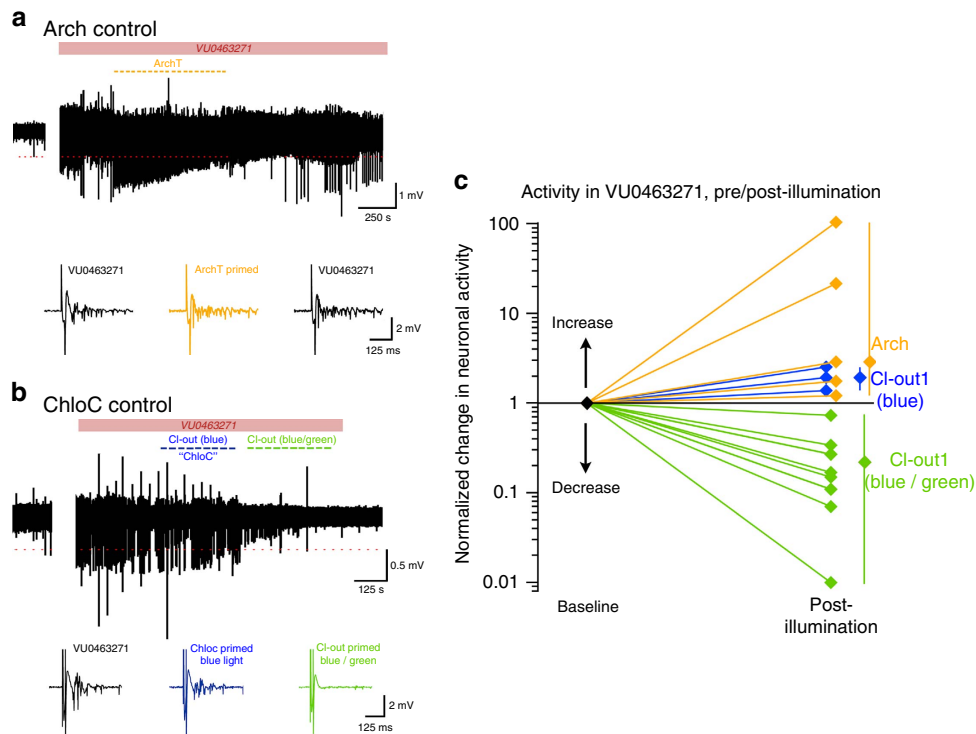 a
Arch control
VU0463271
ArchT
1 mV
250 s
VU0463271
ArchT primed
VU0463271
2 mV
125 ms
b
ChloC control
VU0463271
Cl-out (blue)
Cl-out (blue/green)
“ChloC”
0.5 mV
125 s
VU0463271
Chloc primed
blue light
Cl-out primed
blue / green
2 mV
125 ms
c
Activity in VU0463271, pre/post-illumination
Normalized change in neuronal activity
100
10
1
0.1
0.01
Increase
Decrease
Arch
Cl-out1
(blue)
Cl-out1
(blue / green)
Baseline
Post-
illumination